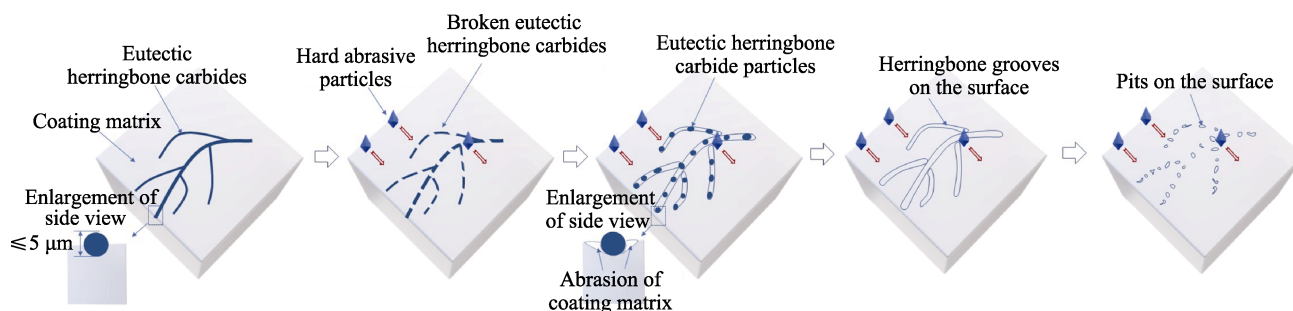 Eutectic
herringbone carbides
Coating matrix
Enlargement of
side view
≤5 μm
Hard abrasive
particles
Broken eutectic
herringbone carbides
Eutectic herringbone
carbide particles
Enlargement
of side view
Abrasion of
coating matrix
Herringbone grooves
on the surface
Pits on the surface